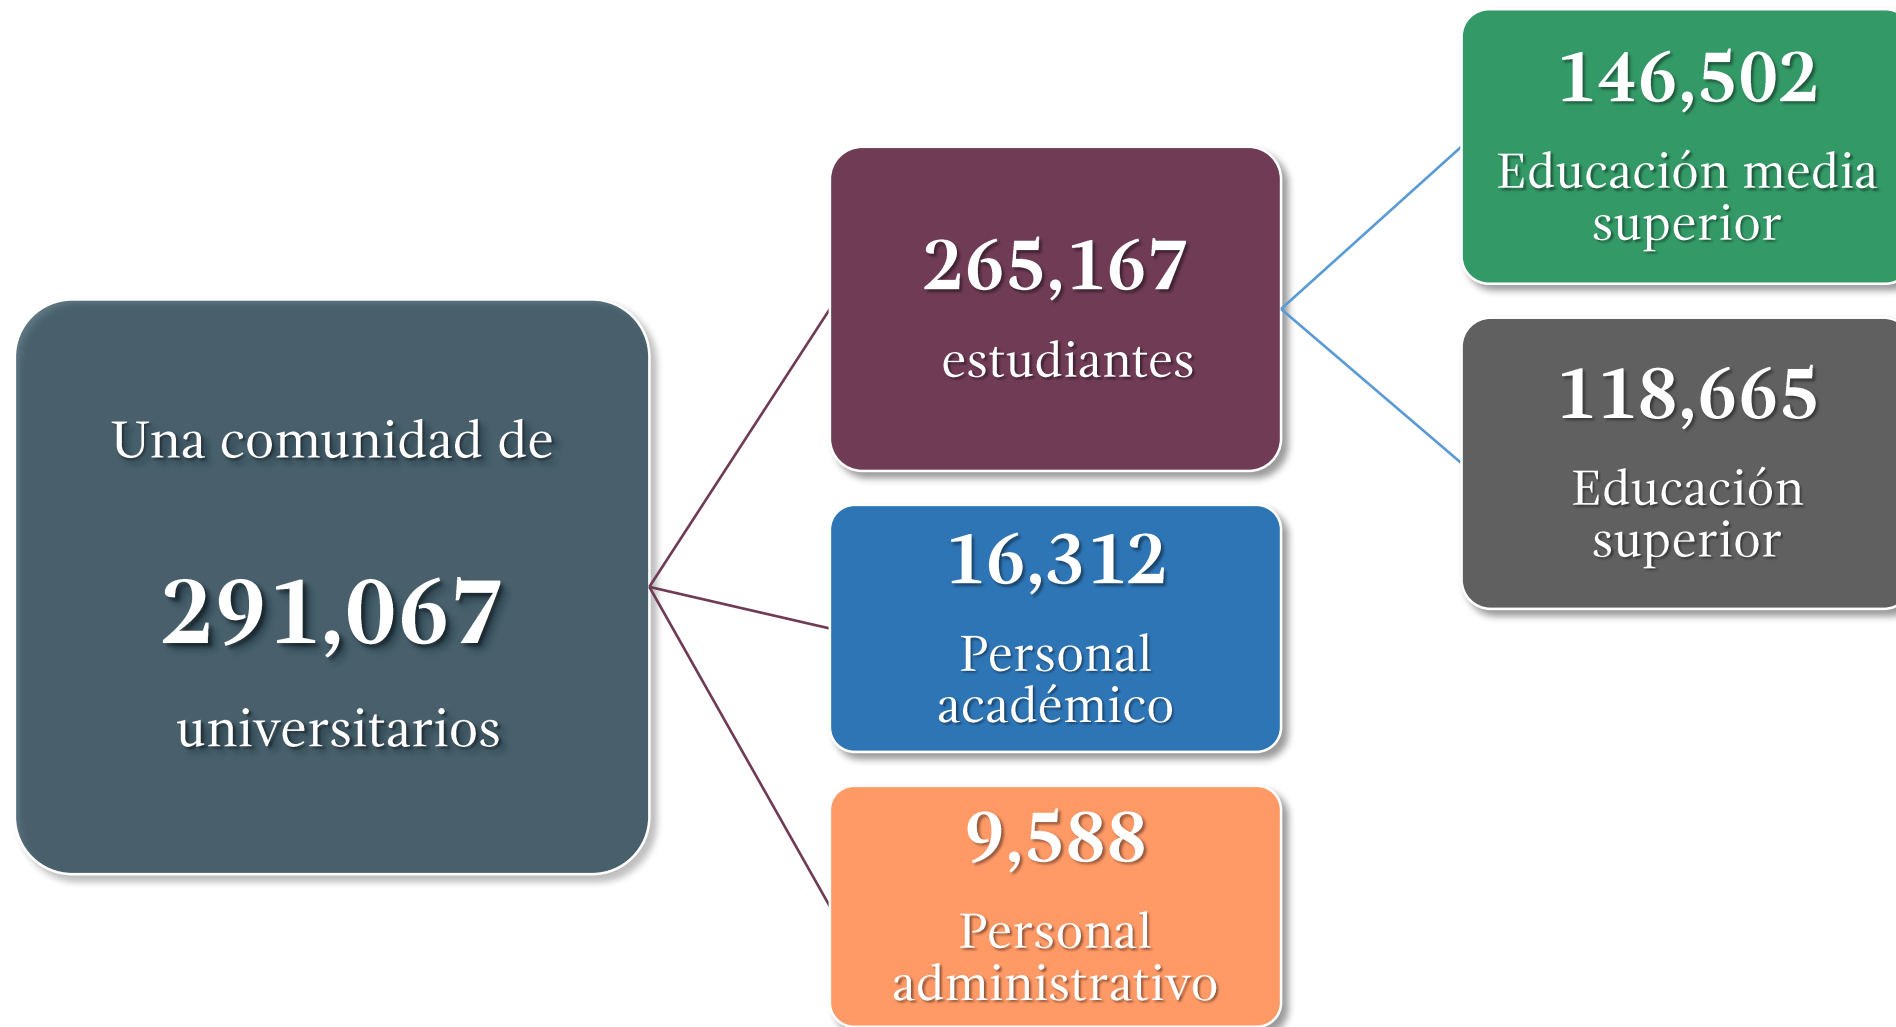 Una comunidad de
291,067
universitarios
265,167
estudiantes
16,312
Personal
académico
9,588
Personal
administrativo
146,502
Educación media
superior
118,665
Educación
superior